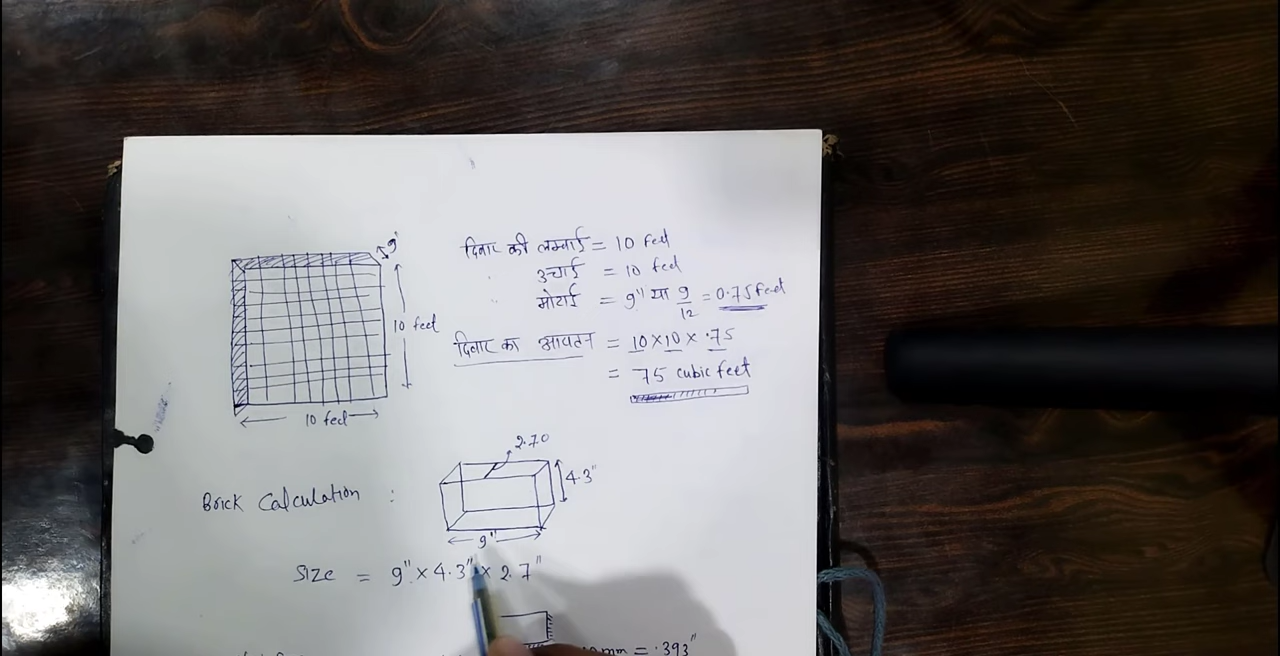 9"
10 feet
10 feet
दिवार की लम्बाई = 10 feet
उचाई = 10 feet
मोटाई = 9" या 9/12 = 0.75 feet
दिवार का आयतन = 10 × 10 × .75
= 75 cubic feet
2.70
4.3"
9"
Brick Calculation :
Size = 9" × 4.3" × 2.7"
mm = .393"